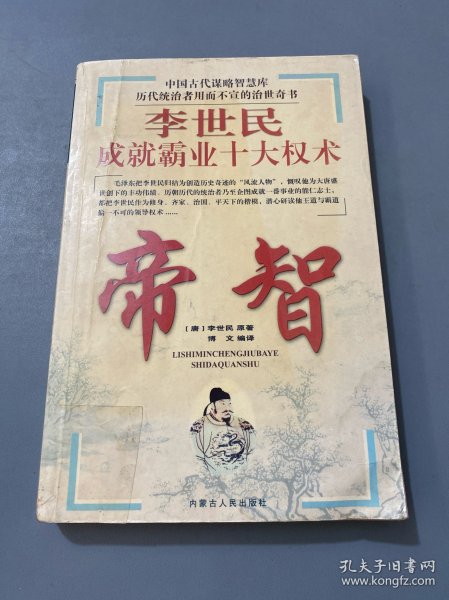 中国古代谋略智慧库
历代统治者用而不宣的治世奇书
李世民
成就霸业十大权术
毛泽东把李世民归结为创造历史奇迹的“风流人物”，慨叹他为大唐盛
世创下的丰功伟绩。历朝历代的统治者乃至企图成就一番事业的能仁志士，
都把李世民作为修身、齐家、治国、平天下的楷模，潜心研读他王道与霸道
缺一不可的领导权术……
帝智
［唐］李世民 原著
博 文 编译
LISHIMINCHENGJIUBAYE
SHIDAQUANSHU
内蒙古人民出版社
孔夫子旧书网
www.kongfz.com